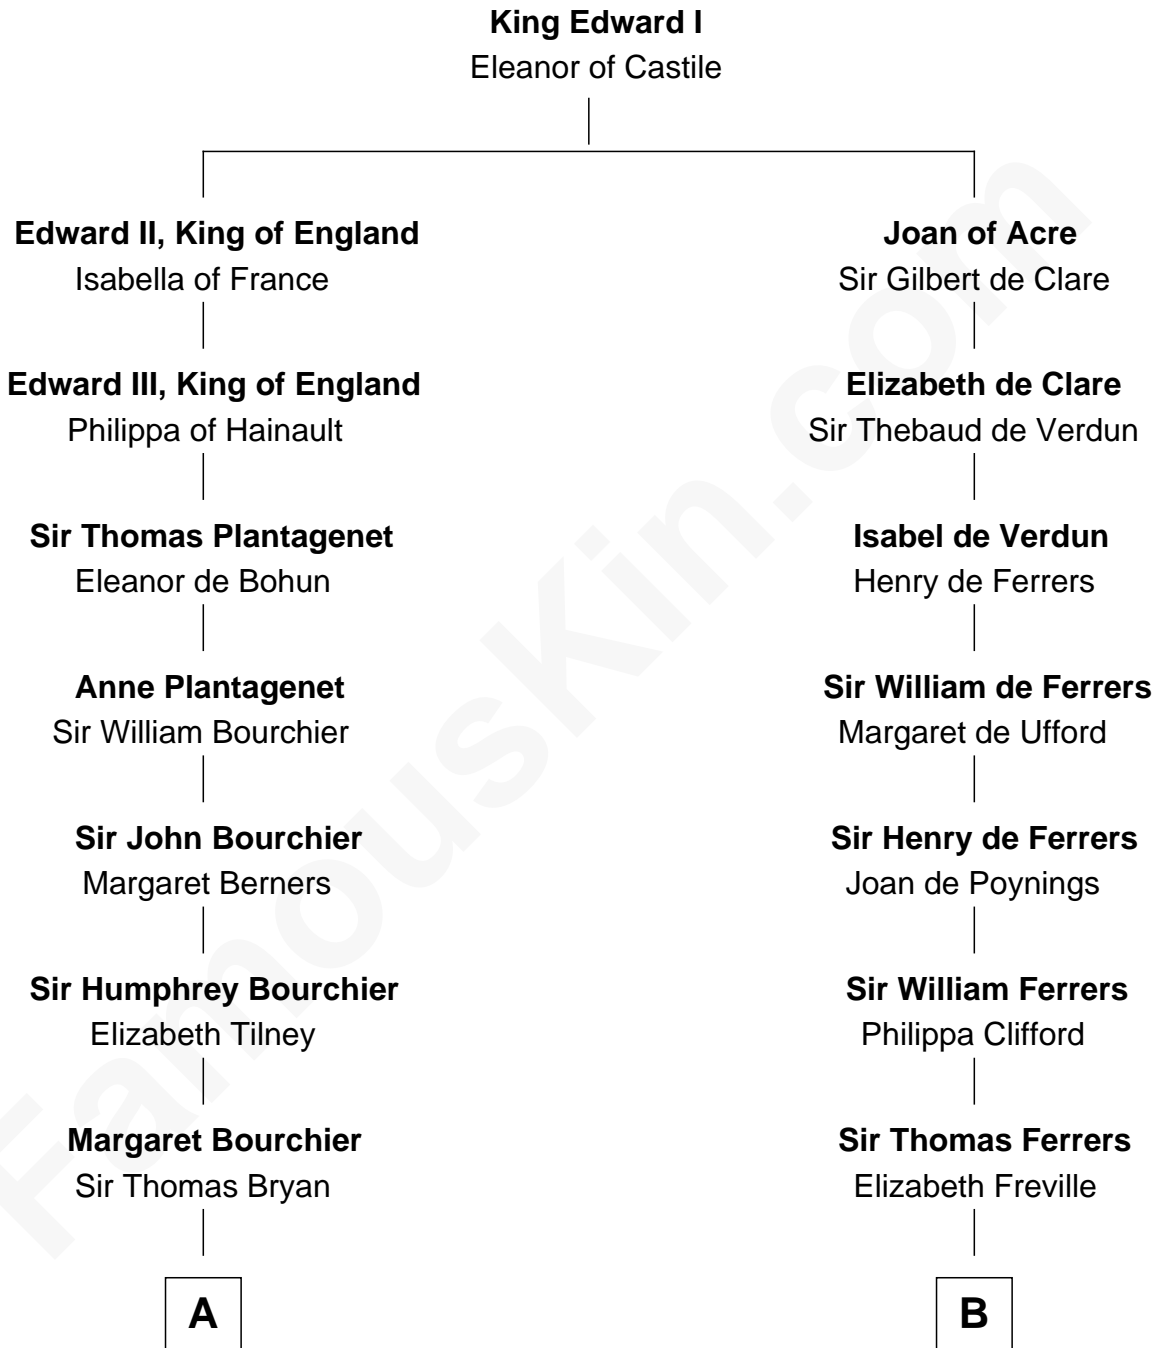 King Edward I
Eleanor of Castile
Edward II, King of England
Isabella of France
Joan of Acre
Sir Gilbert de Clare
Edward III, King of England
Philippa of Hainault
Elizabeth de Clare
Sir Thebaud de Verdun
Sir Thomas Plantagenet
Eleanor de Bohun
Isabel de Verdun
Henry de Ferrers
Anne Plantagenet
Sir William Bourchier
Sir William de Ferrers
Margaret de Ufford
Sir John Bourchier
Margaret Berners
Sir Henry de Ferrers
Joan de Poynings
Sir Humphrey Bourchier
Elizabeth Tilney
Sir William Ferrers
Philippa Clifford
Margaret Bourchier
Sir Thomas Bryan
Sir Thomas Ferrers
Elizabeth Freville
A
B
FamousKin.com